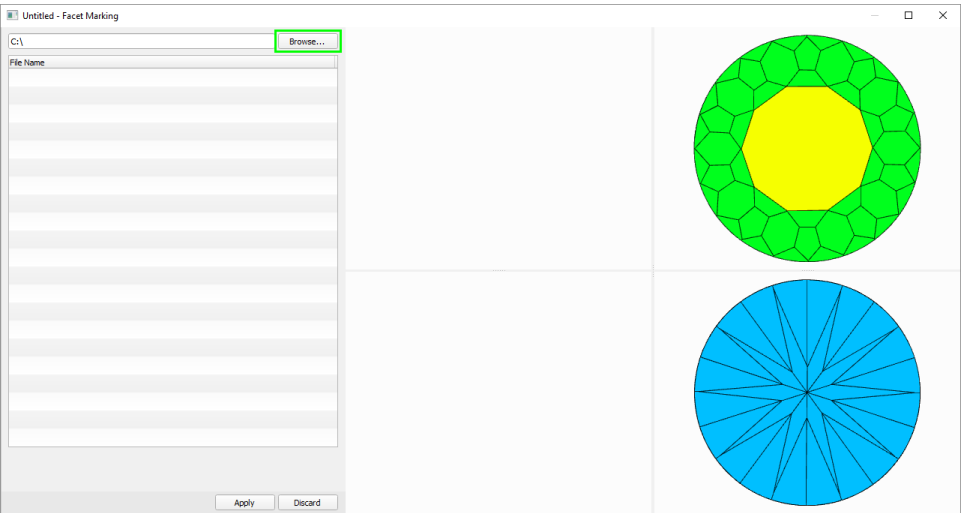 Untitled - Facet Marking
C:\
Browse...
File Name
Apply
Discard